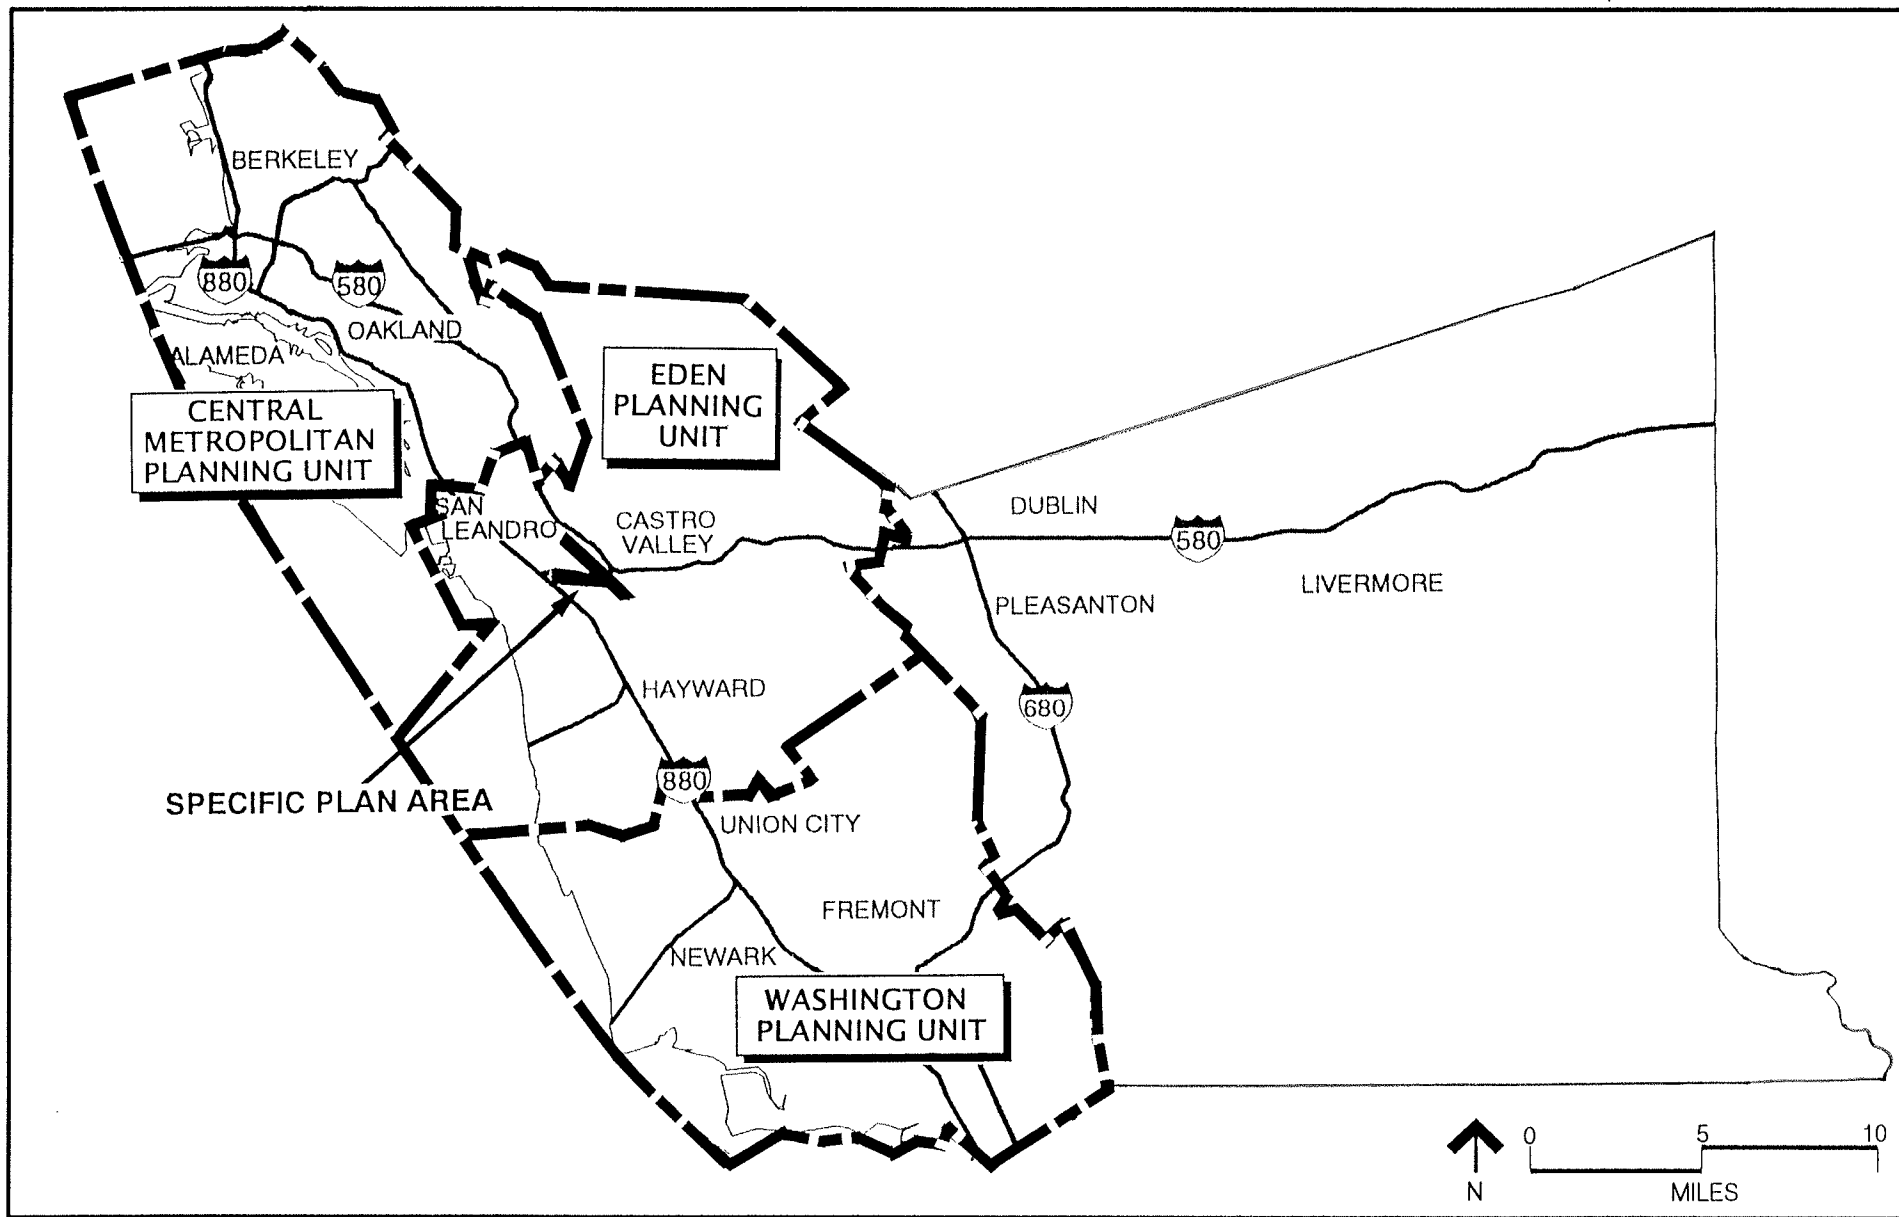 BERKELEY
880
580
OAKLAND
ALAMEDA
EDEN
PLANNING
UNIT
CENTRAL
METROPOLITAN
PLANNING UNIT
SAN
LEANDRO
CASTRO
VALLEY
DUBLIN
580
LIVERMORE
PLEASANTON
HAYWARD
680
880
SPECIFIC PLAN AREA
UNION CITY
FREMONT
NEWARK
WASHINGTON
PLANNING UNIT
0 5 10
N
MILES